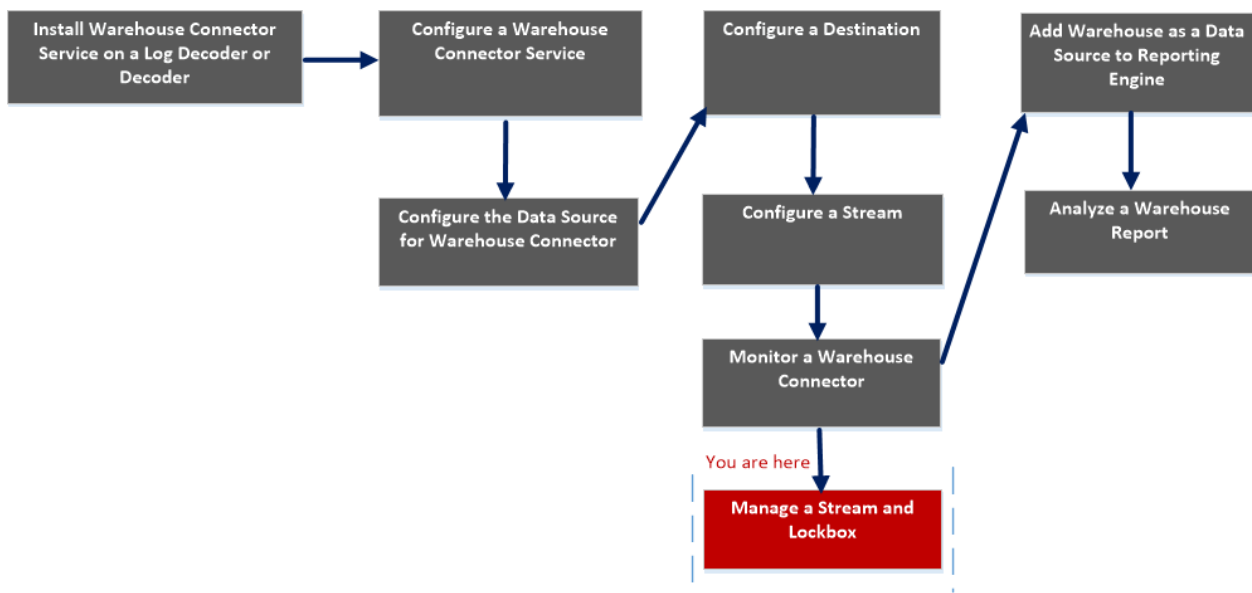 Install Warehouse Connector
Service on a Log Decoder or
Decoder
Configure a Warehouse
Connector Service
Configure the Data Source
for Warehouse Connector
Configure a Destination
Configure a Stream
Monitor a Warehouse
Connector
You are here
Manage a Stream and
Lockbox
Add Warehouse as a Data
Source to Reporting
Engine
Analyze a Warehouse
Report